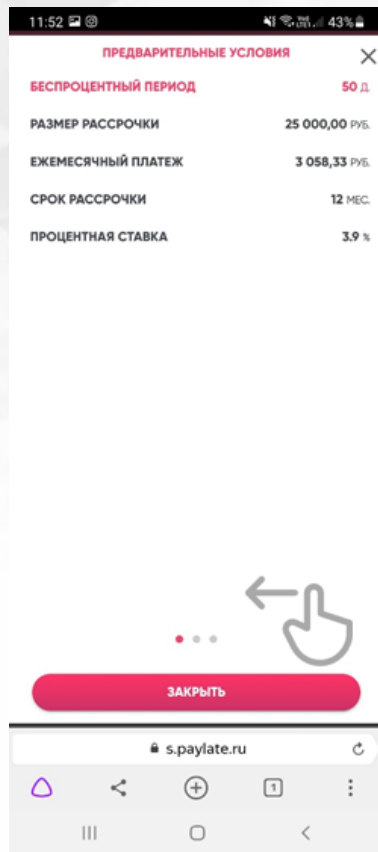 11:52 43%
ПРЕДВАРИТЕЛЬНЫЕ УСЛОВИЯ
БЕСПРОЦЕНТНЫЙ ПЕРИОД 50 Д.
РАЗМЕР РАССРОЧКИ 25 000,00 РУБ.
ЕЖЕМЕСЯЧНЫЙ ПЛАТЕЖ 3 058,33 РУБ.
СРОК РАССРОЧКИ 12 МЕС.
ПРОЦЕНТНАЯ СТАВКА 3.9 %
ЗАКРЫТЬ
s.paylate.ru
1